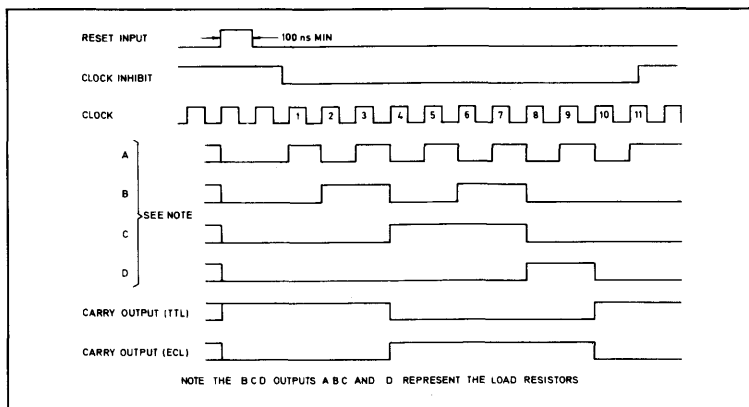 RESET INPUT
100 ns MIN
CLOCK INHIBIT
CLOCK
1 2 3 4 5 6 7 8 9 10 11
A
B
SEE NOTE
C
D
CARRY OUTPUT (TTL)
CARRY OUTPUT (ECL)
NOTE THE BCD OUTPUTS A B C AND D REPRESENT THE LOAD RESISTORS